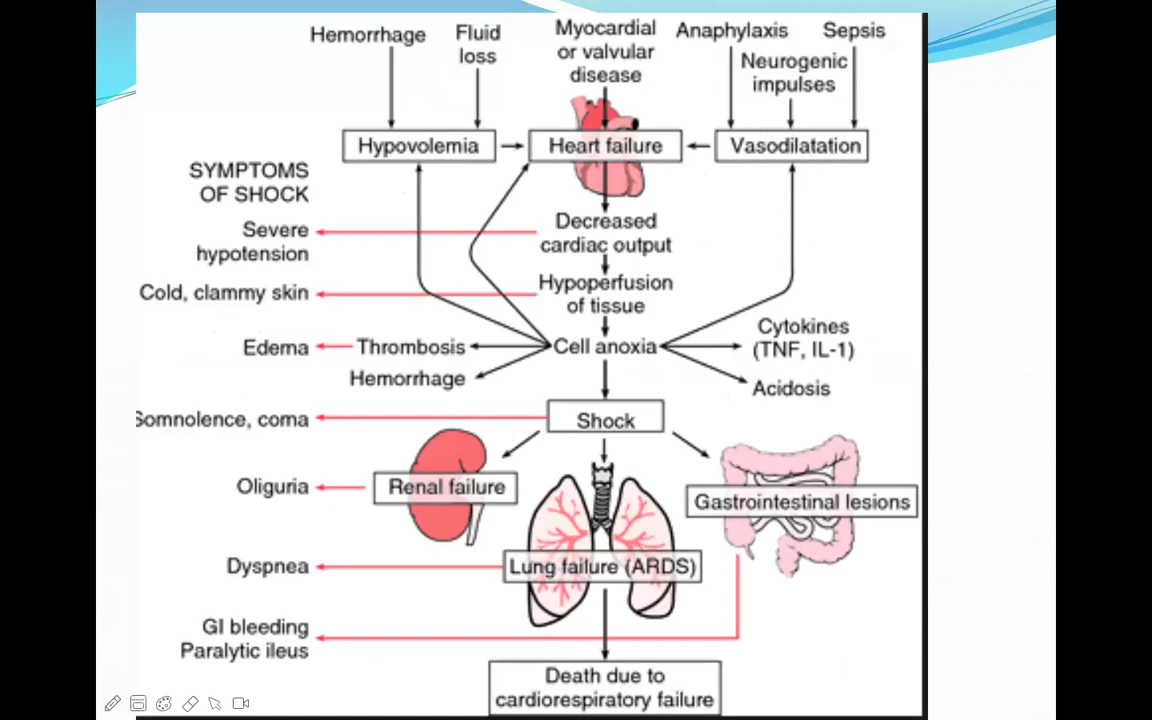 Hemorrhage
Fluid
loss
Myocardial
or valvular
disease
Anaphylaxis
Sepsis
Neurogenic
impulses
Hypovolemia
Heart failure
Vasodilatation
SYMPTOMS
OF SHOCK
Severe
hypotension
Decreased
cardiac output
Cold, clammy skin
Hypoperfusion
of tissue
Edema
Thrombosis
Cell anoxia
Cytokines
(TNF, IL-1)
Hemorrhage
Acidosis
Somnolence, coma
Shock
Oliguria
Renal failure
Gastrointestinal lesions
Dyspnea
Lung failure (ARDS)
GI bleeding
Paralytic ileus
Death due to
cardiorespiratory failure